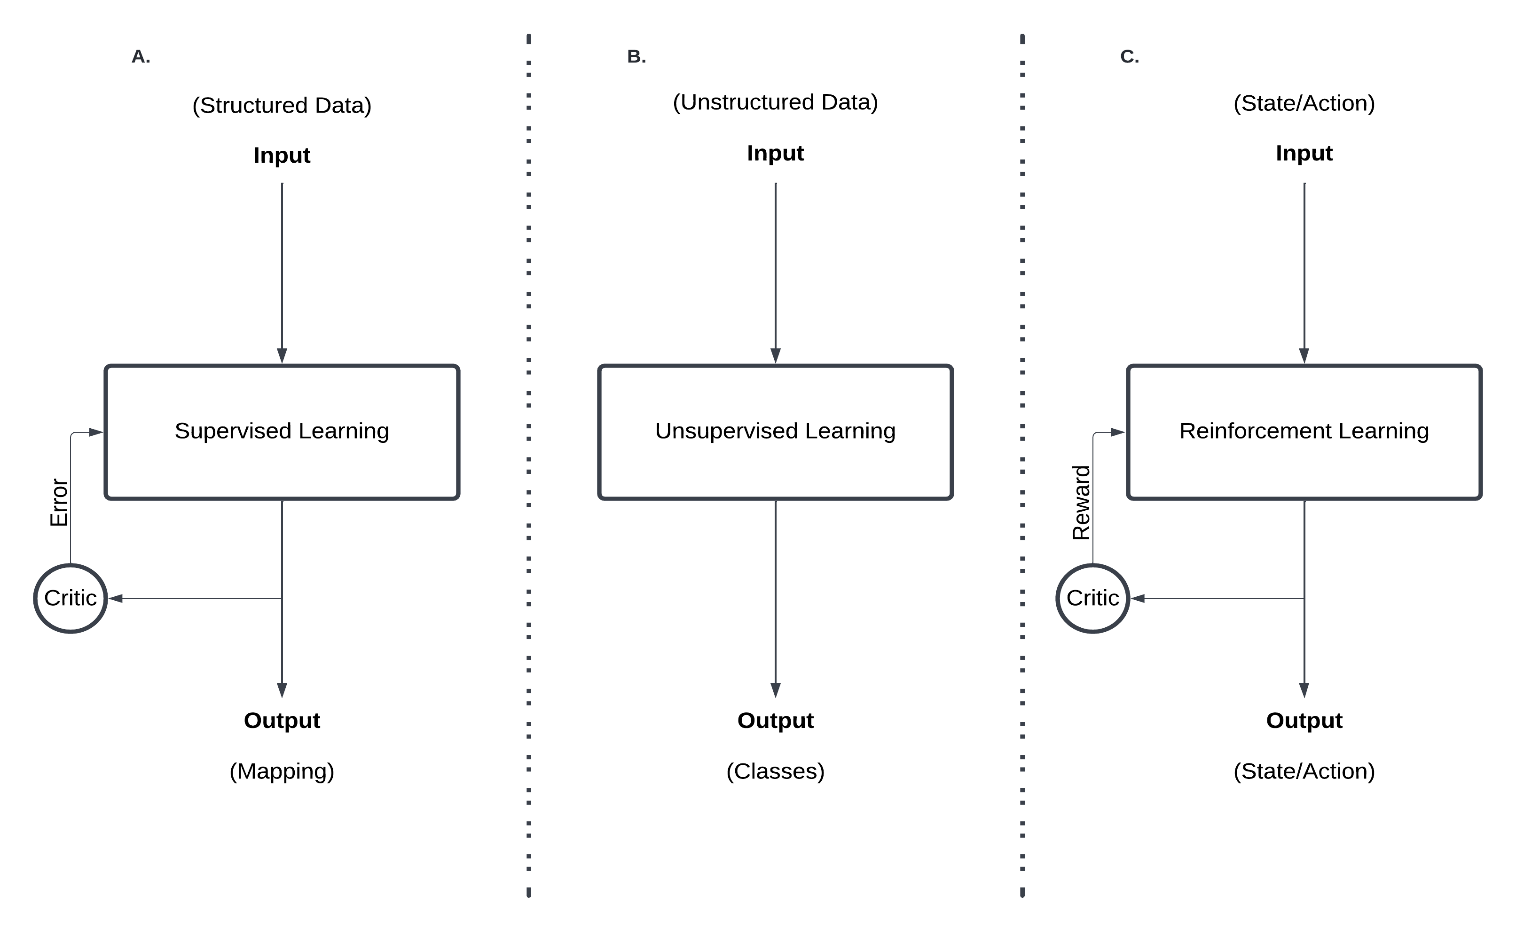 A.
(Structured Data)
Input
Supervised Learning
Error
Critic
Output
(Mapping)
B.
(Unstructured Data)
Input
Unsupervised Learning
Output
(Classes)
C.
(State/Action)
Input
Reinforcement Learning
Reward
Critic
Output
(State/Action)